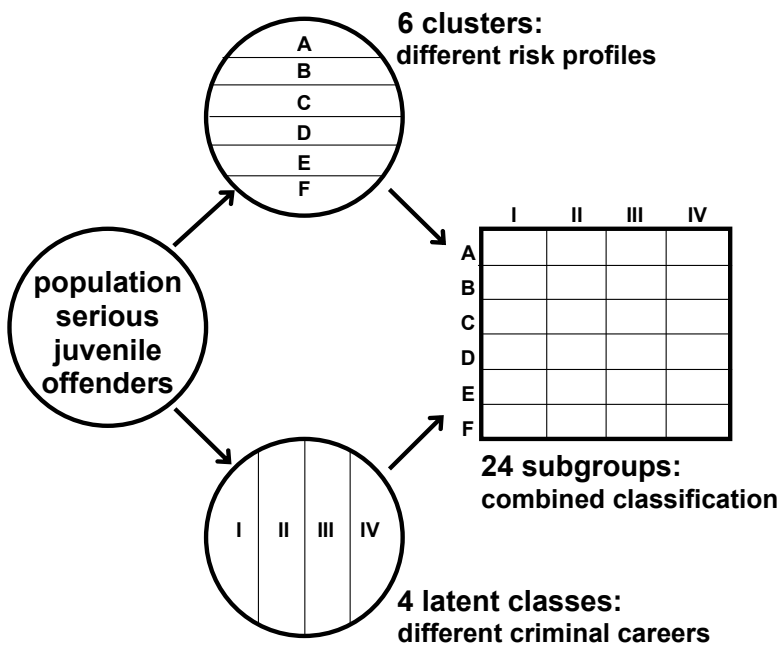 6 clusters:
different risk profiles
A
B
C
D
E
F
population
serious
juvenile
offenders
I II III IV
A
B
C
D
E
F
24 subgroups:
combined classification
I II III IV
4 latent classes:
different criminal careers